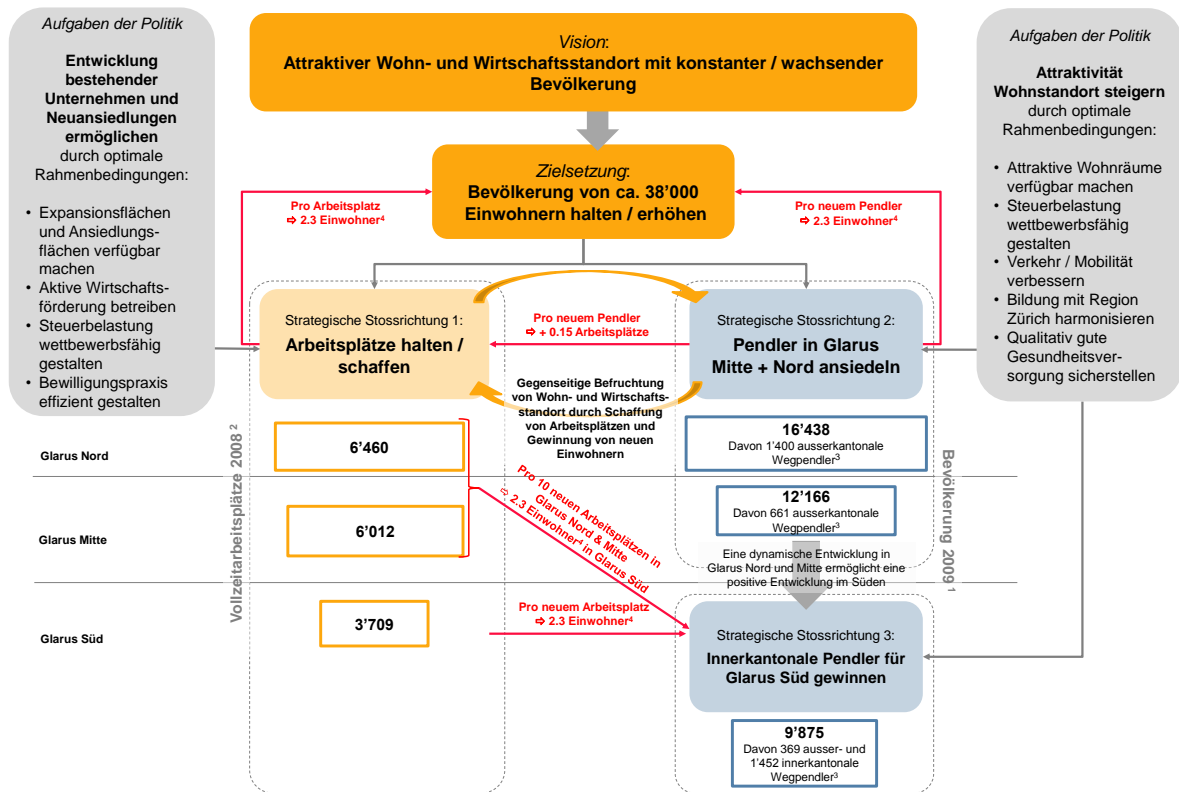 Aufgaben der Politik
Entwicklung
bestehender
Unternehmen und
Neuansiedlungen
ermöglichen
durch optimale
Rahmenbedingungen:
• Expansionsflächen
und Ansiedlungs-
flächen verfügbar
machen
• Aktive Wirtschafts-
förderung betreiben
• Steuerbelastung
wettbewerbsfähig
gestalten
• Bewilligungspraxis
effizient gestalten
Vision:
Attraktiver Wohn- und Wirtschaftsstandort mit konstanter / wachsender
Bevölkerung
Zielsetzung:
Bevölkerung von ca. 38’000
Einwohnern halten / erhöhen
Aufgaben der Politik
Attraktivität
Wohnstandort steigern
durch optimale
Rahmenbedingungen:
• Attraktive Wohnräume
verfügbar machen
• Steuerbelastung
wettbewerbsfähig
gestalten
• Verkehr / Mobilität
verbessern
• Bildung mit Region
Zürich harmonisieren
• Qualitativ gute
Gesundheitsver-
sorgung sicherstellen
Pro Arbeitsplatz
⇨ 2.3 Einwohner⁴
Pro neuem Pendler
⇨ 2.3 Einwohner⁴
Strategische Stossrichtung 1:
Arbeitsplätze halten /
schaffen
Pro neuem Pendler
⇨ + 0.15 Arbeitsplätze
Strategische Stossrichtung 2:
Pendler in Glarus
Mitte + Nord ansiedeln
Gegenseitige Befruchtung
von Wohn- und Wirtschafts-
standort durch Schaffung
von Arbeitsplätzen und
Gewinnung von neuen
Einwohnern
Vollzeitarbeitsplätze 2008 ²
Bevölkerung 2009 ¹
Glarus Nord
6’460
16’438
Davon 1’400 ausserkantonale
Wegpendler³
Glarus Mitte
6’012
12’166
Davon 661 ausserkantonale
Wegpendler³
Pro 10 neuen Arbeitsplätzen in
Glarus Nord & Mitte
⇨ 2.3 Einwohner⁴ in Glarus Süd
Eine dynamische Entwicklung in
Glarus Nord und Mitte ermöglicht eine
positive Entwicklung im Süden
Glarus Süd
3’709
Pro neuem Arbeitsplatz
⇨ 2.3 Einwohner⁴
Strategische Stossrichtung 3:
Innerkantonale Pendler für
Glarus Süd gewinnen
9’875
Davon 369 ausser- und
1’452 innerkantonale
Wegpendler³